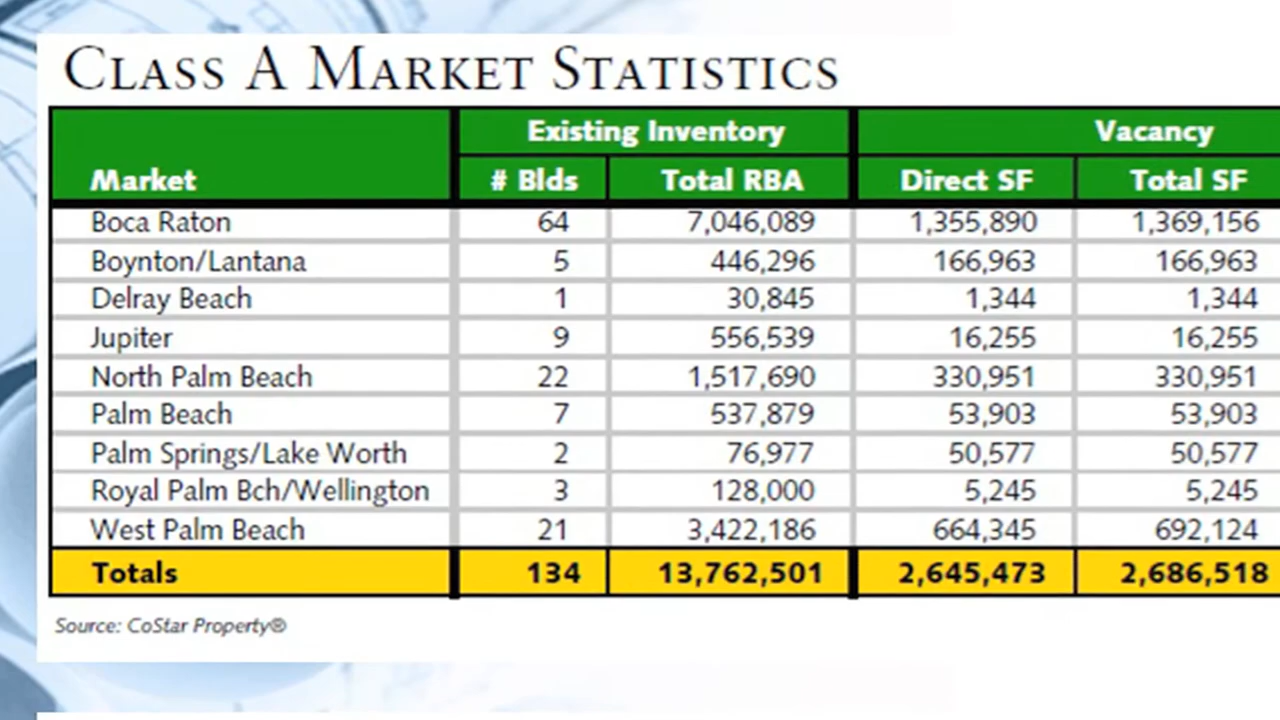 CLASS A MARKET STATISTICS
Existing Inventory Vacancy
Market # Blds Total RBA Direct SF Total SF
Boca Raton 64 7,046,089 1,355,890 1,369,156
Boynton/Lantana 5 446,296 166,963 166,963
Delray Beach 1 30,845 1,344 1,344
Jupiter 9 556,539 16,255 16,255
North Palm Beach 22 1,517,690 330,951 330,951
Palm Beach 7 537,879 53,903 53,903
Palm Springs/Lake Worth 2 76,977 50,577 50,577
Royal Palm Bch/Wellington 3 128,000 5,245 5,245
West Palm Beach 21 3,422,186 664,345 692,124
Totals 134 13,762,501 2,645,473 2,686,518
Source: CoStar Property®